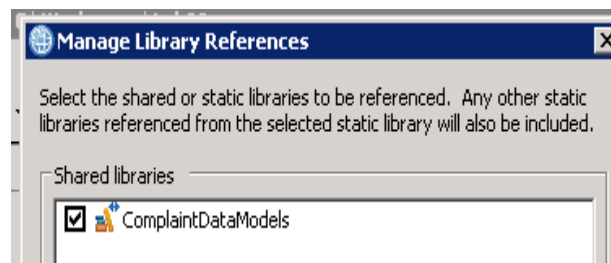 Manage Library References
Select the shared or static libraries to be referenced. Any other static
libraries referenced from the selected static library will also be included.
Shared libraries
ComplaintDataModels